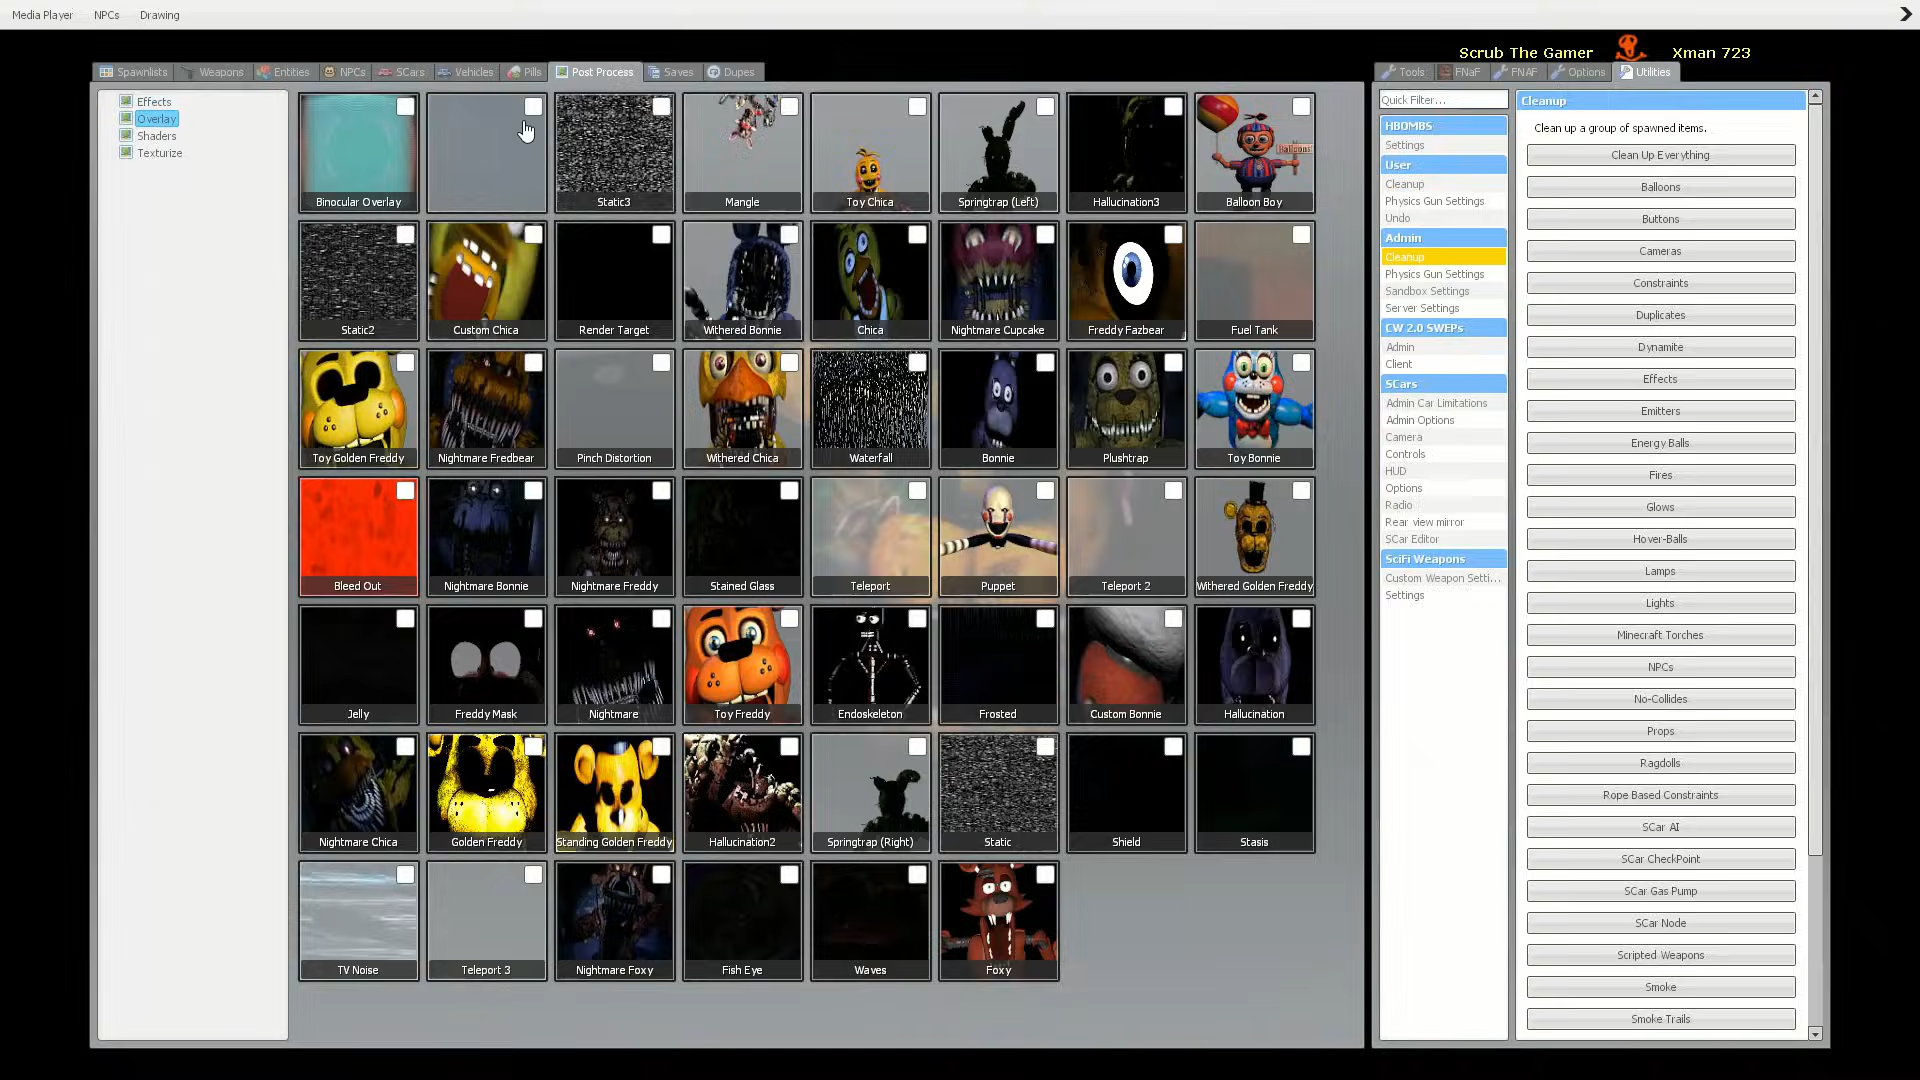 Media Player NPCs Drawing
Scrub The Gamer Xman 723
Spawnlists Weapons Entities NPCs SCars Vehicles Pills Post Process Saves Dupes
Tools FNaF FNAF Options Utilities
Effects
Overlay
Shaders
Texturize
Binocular Overlay Static3 Mangle Toy Chica Springtrap (Left) Hallucination3 Balloon Boy
Balloons!
Static2 Custom Chica Render Target Withered Bonnie Chica Nightmare Cupcake Freddy Fazbear Fuel Tank
Toy Golden Freddy Nightmare Fredbear Pinch Distortion Withered Chica Waterfall Bonnie Plushtrap Toy Bonnie
Bleed Out Nightmare Bonnie Nightmare Freddy Stained Glass Teleport Puppet Teleport 2 Withered Golden Freddy
Jelly Freddy Mask Nightmare Toy Freddy Endoskeleton Frosted Custom Bonnie Hallucination
Nightmare Chica Golden Freddy Standing Golden Freddy Hallucination2 Springtrap (Right) Static Shield Stasis
TV Noise Teleport 3 Nightmare Foxy Fish Eye Waves Foxy
Quick Filter...
HBOMBS
Settings
User
Cleanup
Physics Gun Settings
Undo
Admin
Cleanup
Physics Gun Settings
Sandbox Settings
Server Settings
CW 2.0 SWEPs
Admin
Client
SCars
Admin Car Limitations
Admin Options
Camera
Controls
HUD
Options
Radio
Rear view mirror
SCar Editor
SciFi Weapons
Custom Weapon Setti...
Settings
Cleanup
Clean up a group of spawned items.
Clean Up Everything
Balloons
Buttons
Cameras
Constraints
Duplicates
Dynamite
Effects
Emitters
Energy Balls
Fires
Glows
Hover-Balls
Lamps
Lights
Minecraft Torches
NPCs
No-Collides
Props
Ragdolls
Rope Based Constraints
SCar AI
SCar CheckPoint
SCar Gas Pump
SCar Node
Scripted Weapons
Smoke
Smoke Trails